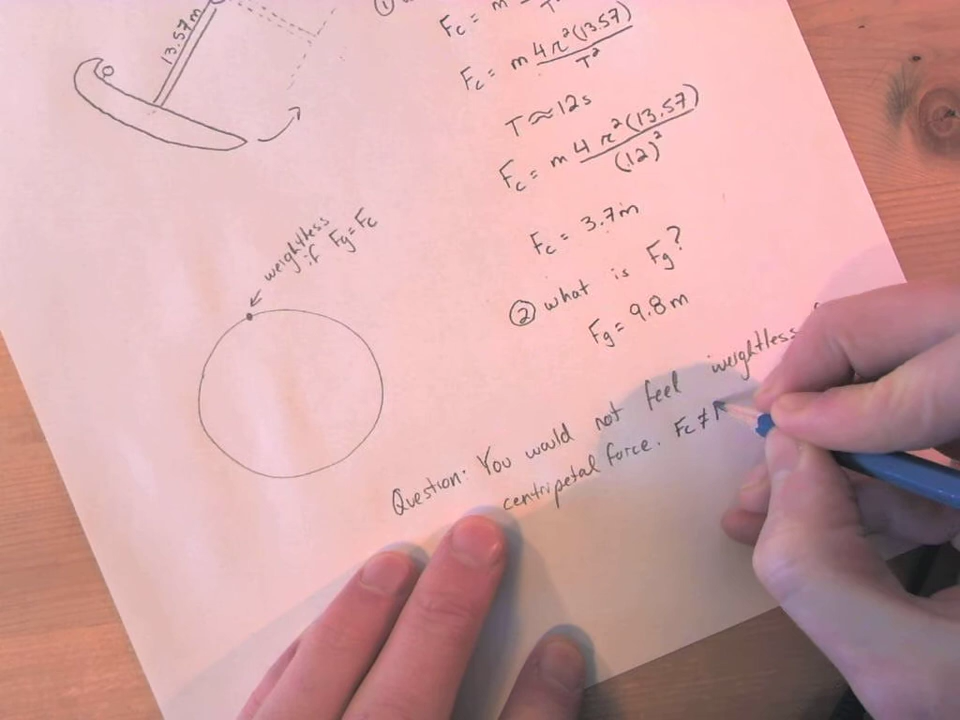 13.57m
①
Fc = m
T
Fc = m 4π²(13.57)
T²
T ≈ 12s
Fc = m 4π²(13.57)
(12)²
Fc = 3.7m
weightless
if Fg = Fc
② what is Fg?
Fg = 9.8m
Question: You would not feel weightless
centripetal force. Fc ≠